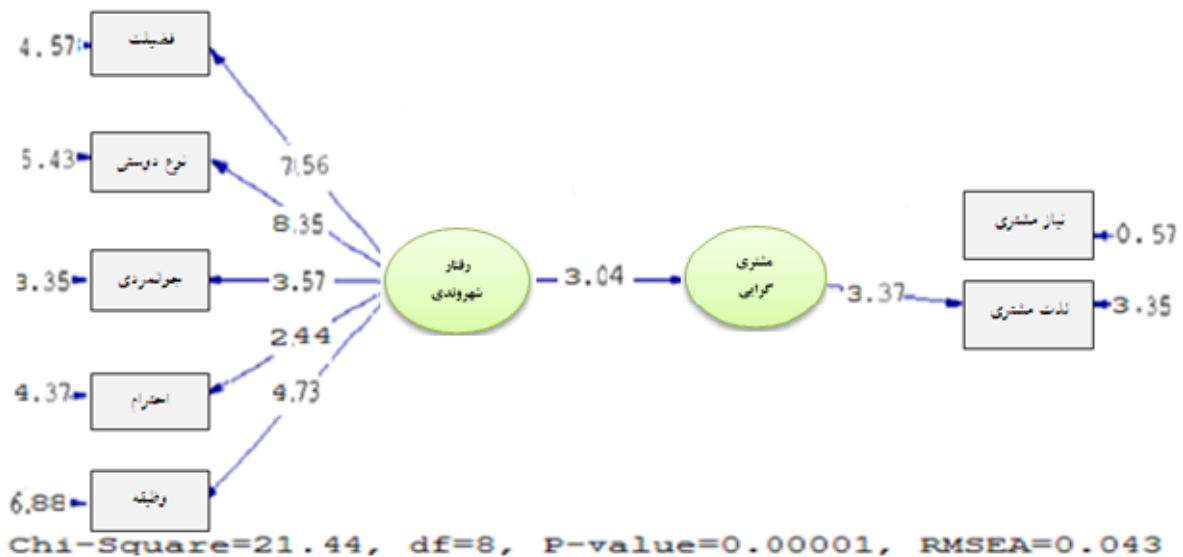 4.57
فضیلت
7.56
5.43
نوع دوستی
8.35
3.35
جوانمردی
3.57
رفتار
شهروندی
3.04
مشتری
گرایی
نیاز مشتری
0.57
3.37
لذت مشتری
3.35
2.44
4.37
احترام
4.73
6.88
وظیفه
Chi-Square=21.44, df=8, P-value=0.00001, RMSEA=0.043